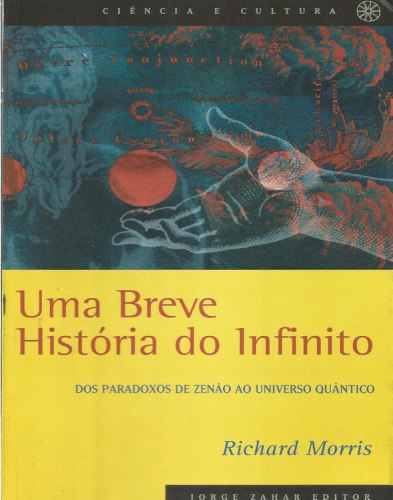 CIÊNCIA E CULTURA
Uma Breve
História do Infinito
DOS PARADOXOS DE ZENÃO AO UNIVERSO QUÂNTICO
Richard Morris
JORGE ZAHAR EDITOR